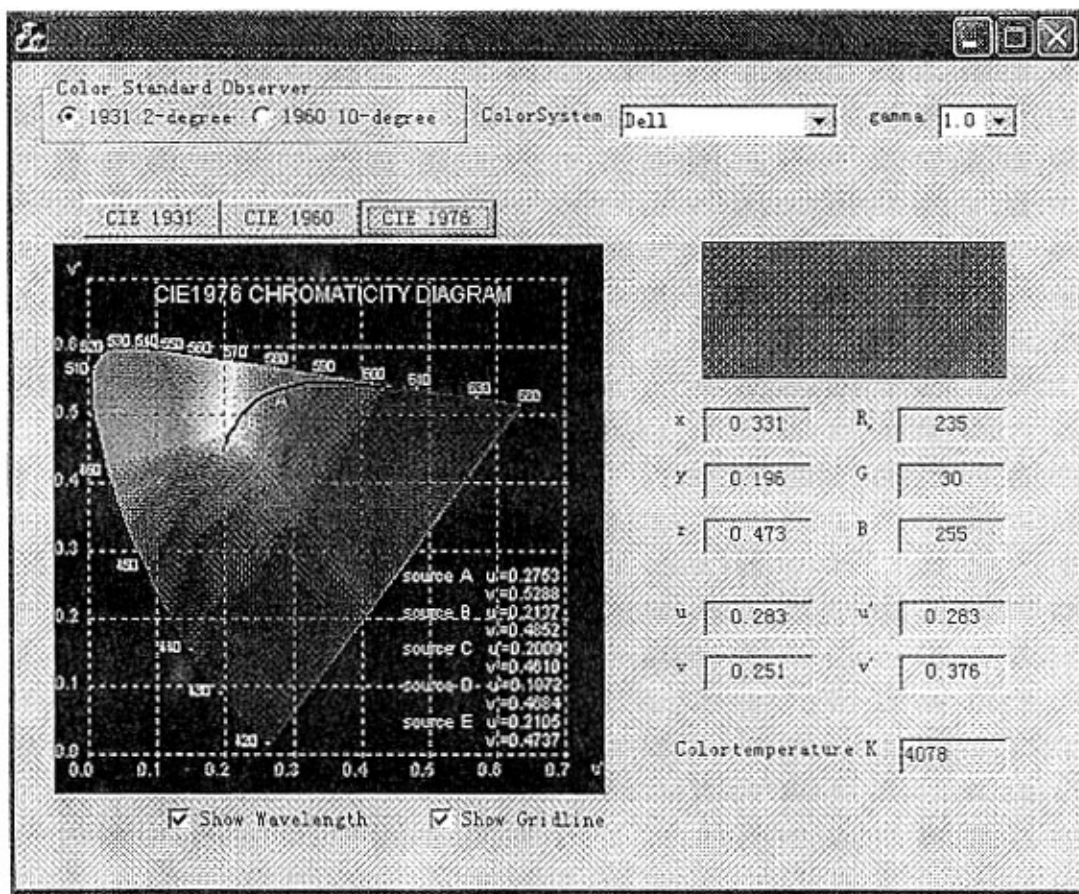 Color Standard Observer
1931 2-degree 1960 10-degree ColorSystem Dell gamma 1.0
CIE 1931 CIE 1960 CIE 1976
v'
CIE1976 CHROMATICITY DIAGRAM
0.6 520 530 540 550 560 570 580 590 600 610 630
510
0.5
A
460
0.4
0.3
source A u'=0.2763
v'=0.5288
0.2 source B u'=0.2137
v'=0.4852
440 source C u'=0.2009
v'=0.4610
0.1 430 source D u'=0.1072
v'=0.4684
source E u'=0.2105
0.0 420 v'=0.4737
0.0 0.1 0.2 0.3 0.4 0.5 0.6 0.7
x 0.331 R 235
y 0.196 G 30
z 0.473 B 255
u 0.283 u' 0.283
v 0.251 v' 0.376
Colortemperature K 4078
Show Wavelength Show Gridline